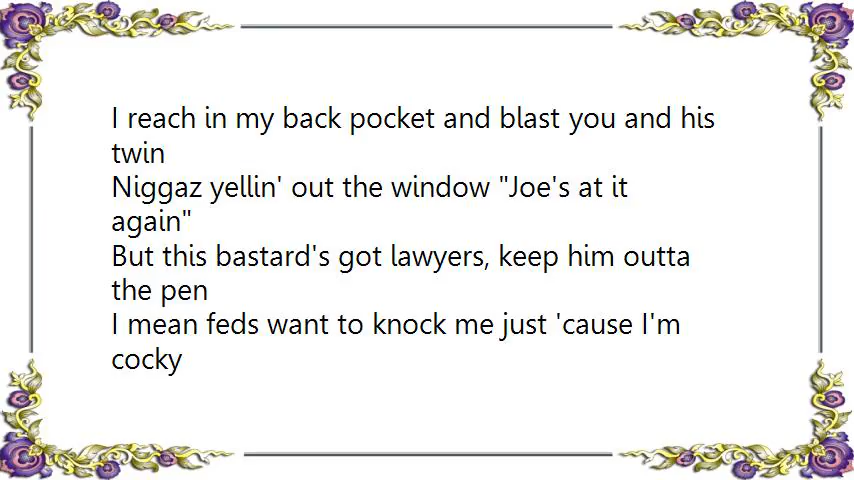 I reach in my back pocket and blast you and his
twin
Niggaz yellin' out the window "Joe's at it
again"
But this bastard's got lawyers, keep him outta
the pen
I mean feds want to knock me just 'cause I'm
cocky